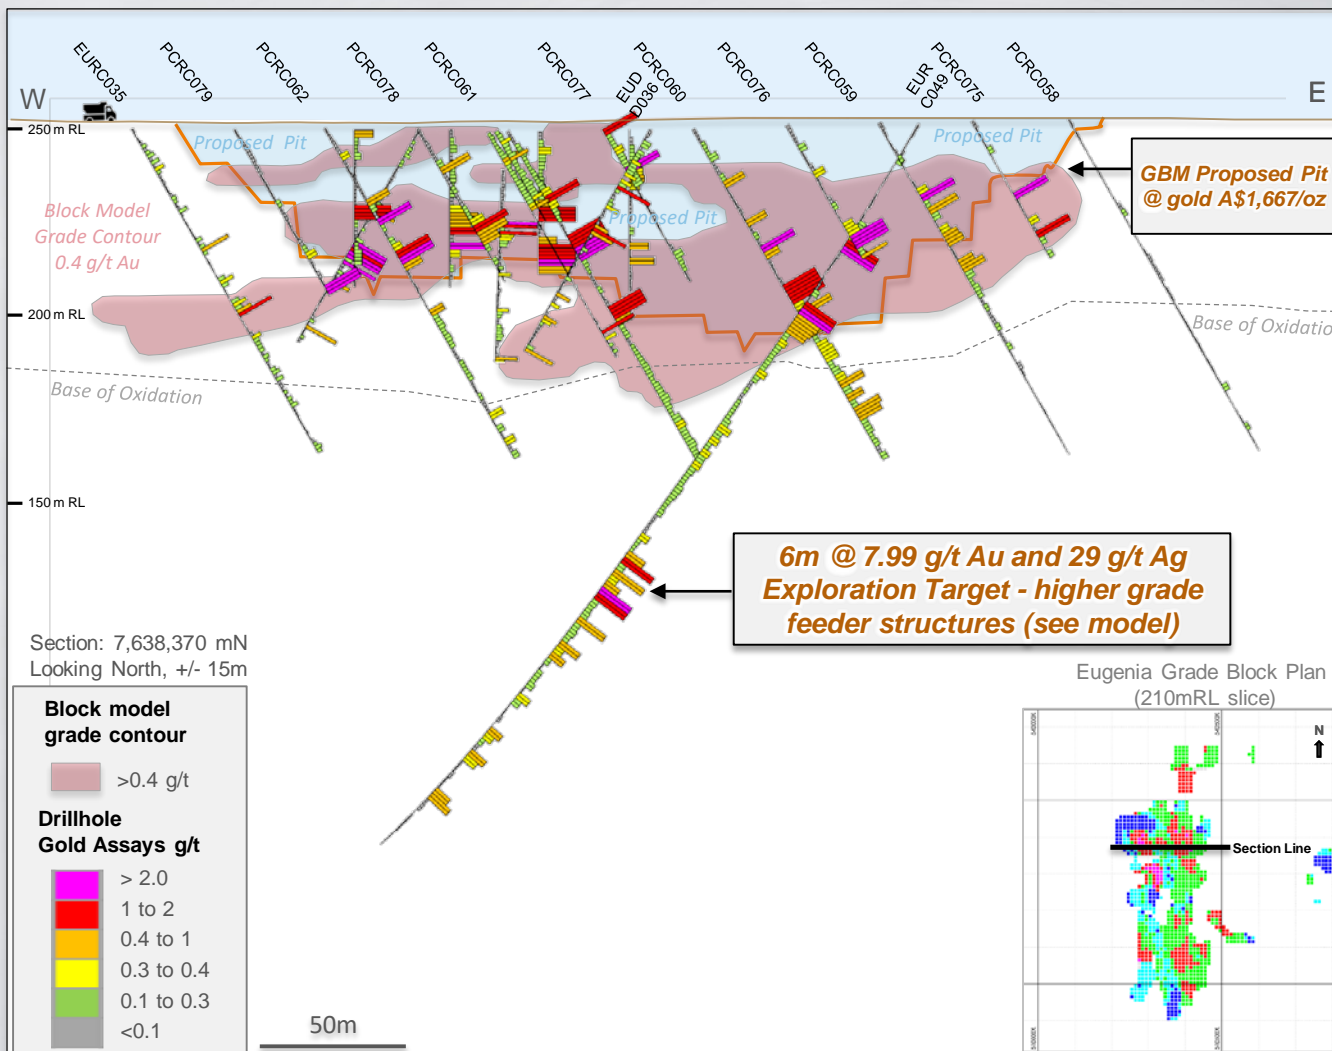 EURC035
PCRC079
PCRC062
PCRC078
PCRC061
PCRC077
EUD
D036
PCRC060
PCRC076
PCRC059
EUR
C049
PCRC075
PCRC058
W
E
250 m RL
Proposed Pit
Proposed Pit
GBM Proposed Pit
@ gold A$1,667/oz
Block Model
Grade Contour
0.4 g/t Au
Proposed Pit
200 m RL
Base of Oxidatio
Base of Oxidation
150 m RL
6m @ 7.99 g/t Au and 29 g/t Ag
Exploration Target - higher grade
feeder structures (see model)
Section: 7,638,370 mN
Looking North, +/- 15m
Eugenia Grade Block Plan
(210mRL slice)
Block model
grade contour
>0.4 g/t
Drillhole
Gold Assays g/t
> 2.0
1 to 2
0.4 to 1
0.3 to 0.4
0.1 to 0.3
<0.1
50m
N
Section Line